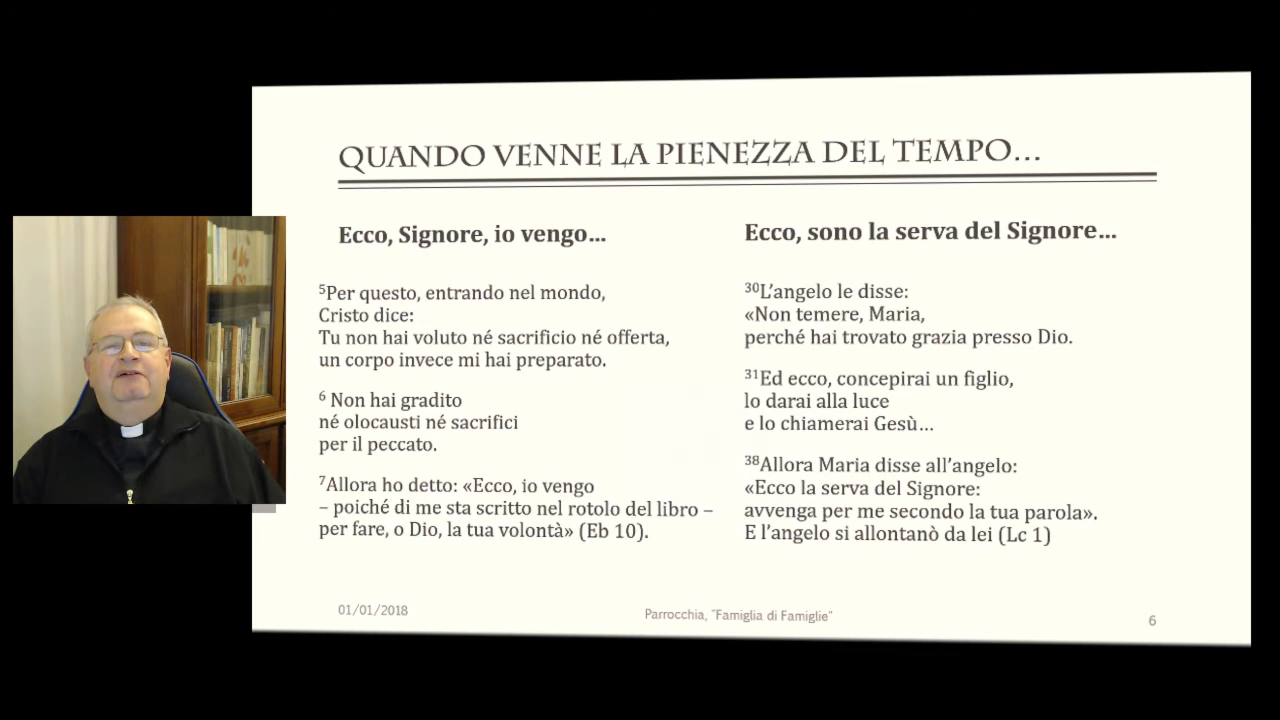 QUANDO VENNE LA PIENEZZA DEL TEMPO…
Ecco, Signore, io vengo…
⁵Per questo, entrando nel mondo,
Cristo dice:
Tu non hai voluto né sacrificio né offerta,
un corpo invece mi hai preparato.
⁶ Non hai gradito
né olocausti né sacrifici
per il peccato.
⁷Allora ho detto: «Ecco, io vengo
– poiché di me sta scritto nel rotolo del libro –
per fare, o Dio, la tua volontà» (Eb 10).
Ecco, sono la serva del Signore…
³⁰L’angelo le disse:
«Non temere, Maria,
perché hai trovato grazia presso Dio.
³¹Ed ecco, concepirai un figlio,
lo darai alla luce
e lo chiamerai Gesù…
³⁸Allora Maria disse all’angelo:
«Ecco la serva del Signore:
avvenga per me secondo la tua parola».
E l’angelo si allontanò da lei (Lc 1)
01/01/2018
Parrocchia, "Famiglia di Famiglie"
6